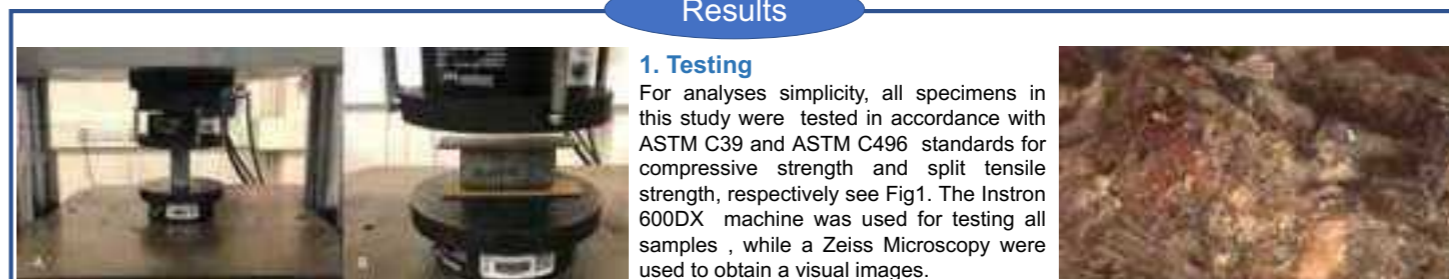 Results
A
B
1. Testing
For analyses simplicity, all specimens in
this study were tested in accordance with
ASTM C39 and ASTM C496 standards for
compressive strength and split tensile
strength, respectively see Fig1. The Instron
600DX machine was used for testing all
samples , while a Zeiss Microscopy were
used to obtain a visual images.